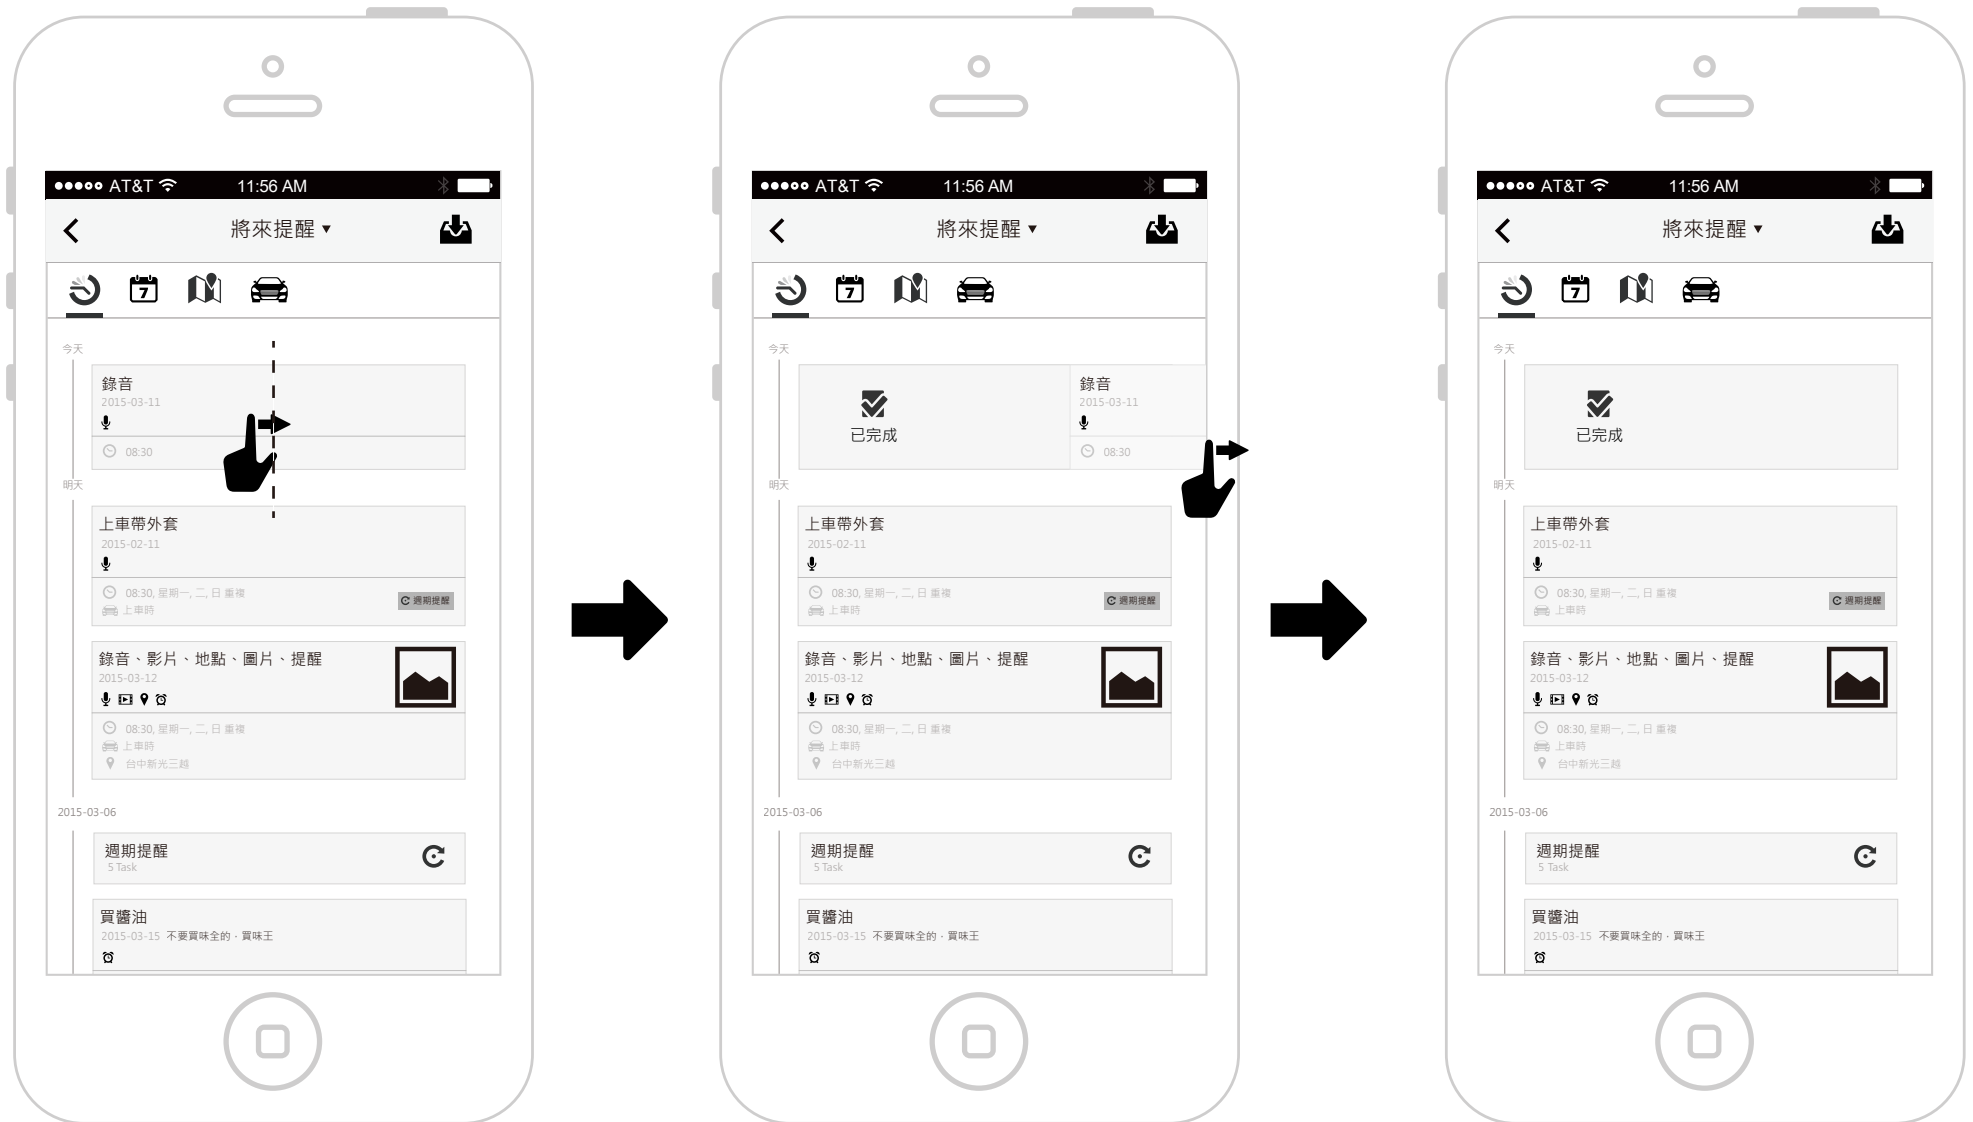 AT&T 11:56 AM
將來提醒 ▾
7
今天
錄音
2015-03-11
08:30
明天
上車帶外套
2015-02-11
08:30, 星期一, 二, 日 重複
上車時
週期提醒
錄音、影片、地點、圖片、提醒
2015-03-12
08:30, 星期一, 二, 日 重複
上車時
台中新光三越
2015-03-06
週期提醒
5 Task
買醬油
2015-03-15 不要買味全的．買味王
AT&T 11:56 AM
將來提醒 ▾
7
今天
已完成
錄音
2015-03-11
08:30
明天
上車帶外套
2015-02-11
08:30, 星期一, 二, 日 重複
上車時
週期提醒
錄音、影片、地點、圖片、提醒
2015-03-12
08:30, 星期一, 二, 日 重複
上車時
台中新光三越
2015-03-06
週期提醒
5 Task
買醬油
2015-03-15 不要買味全的．買味王
AT&T 11:56 AM
將來提醒 ▾
7
今天
已完成
明天
上車帶外套
2015-02-11
08:30, 星期一, 二, 日 重複
上車時
週期提醒
錄音、影片、地點、圖片、提醒
2015-03-12
08:30, 星期一, 二, 日 重複
上車時
台中新光三越
2015-03-06
週期提醒
5 Task
買醬油
2015-03-15 不要買味全的．買味王